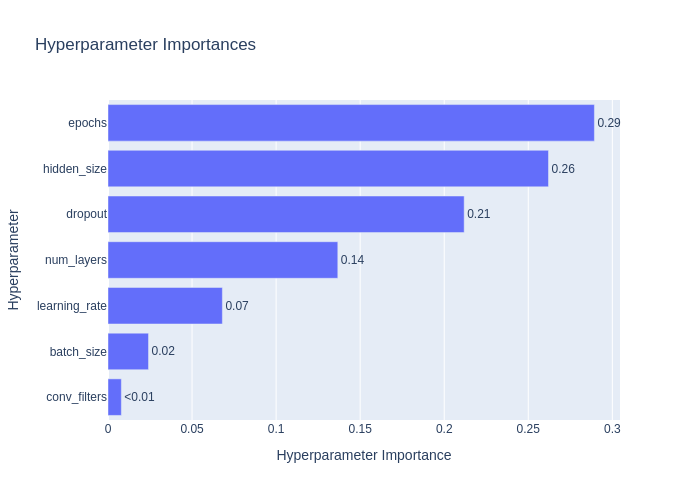 Hyperparameter Importances
Hyperparameter
epochs 0.29
hidden_size 0.26
dropout 0.21
num_layers 0.14
learning_rate 0.07
batch_size 0.02
conv_filters <0.01
0 0.05 0.1 0.15 0.2 0.25 0.3
Hyperparameter Importance